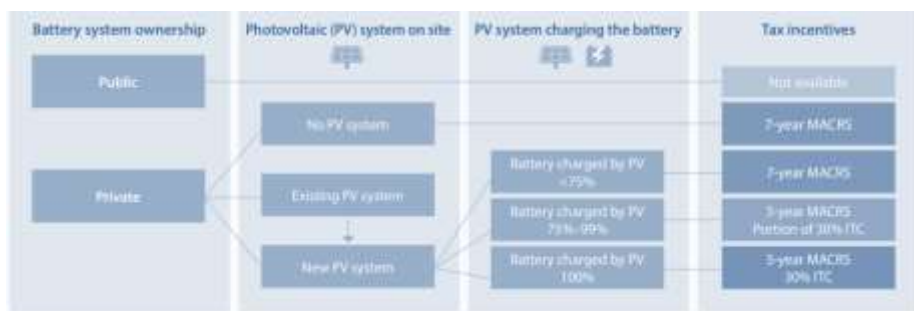 Battery system ownership
Photovoltaic (PV) system on site
PV system charging the battery
Tax incentives
Public
Not available
No PV system
7-year MACRS
Private
Existing PV system
New PV system
Battery charged by PV
<75%
7-year MACRS
Battery charged by PV
75%–99%
5-year MACRS
Portion of 30% ITC
Battery charged by PV
100%
5-year MACRS
30% ITC